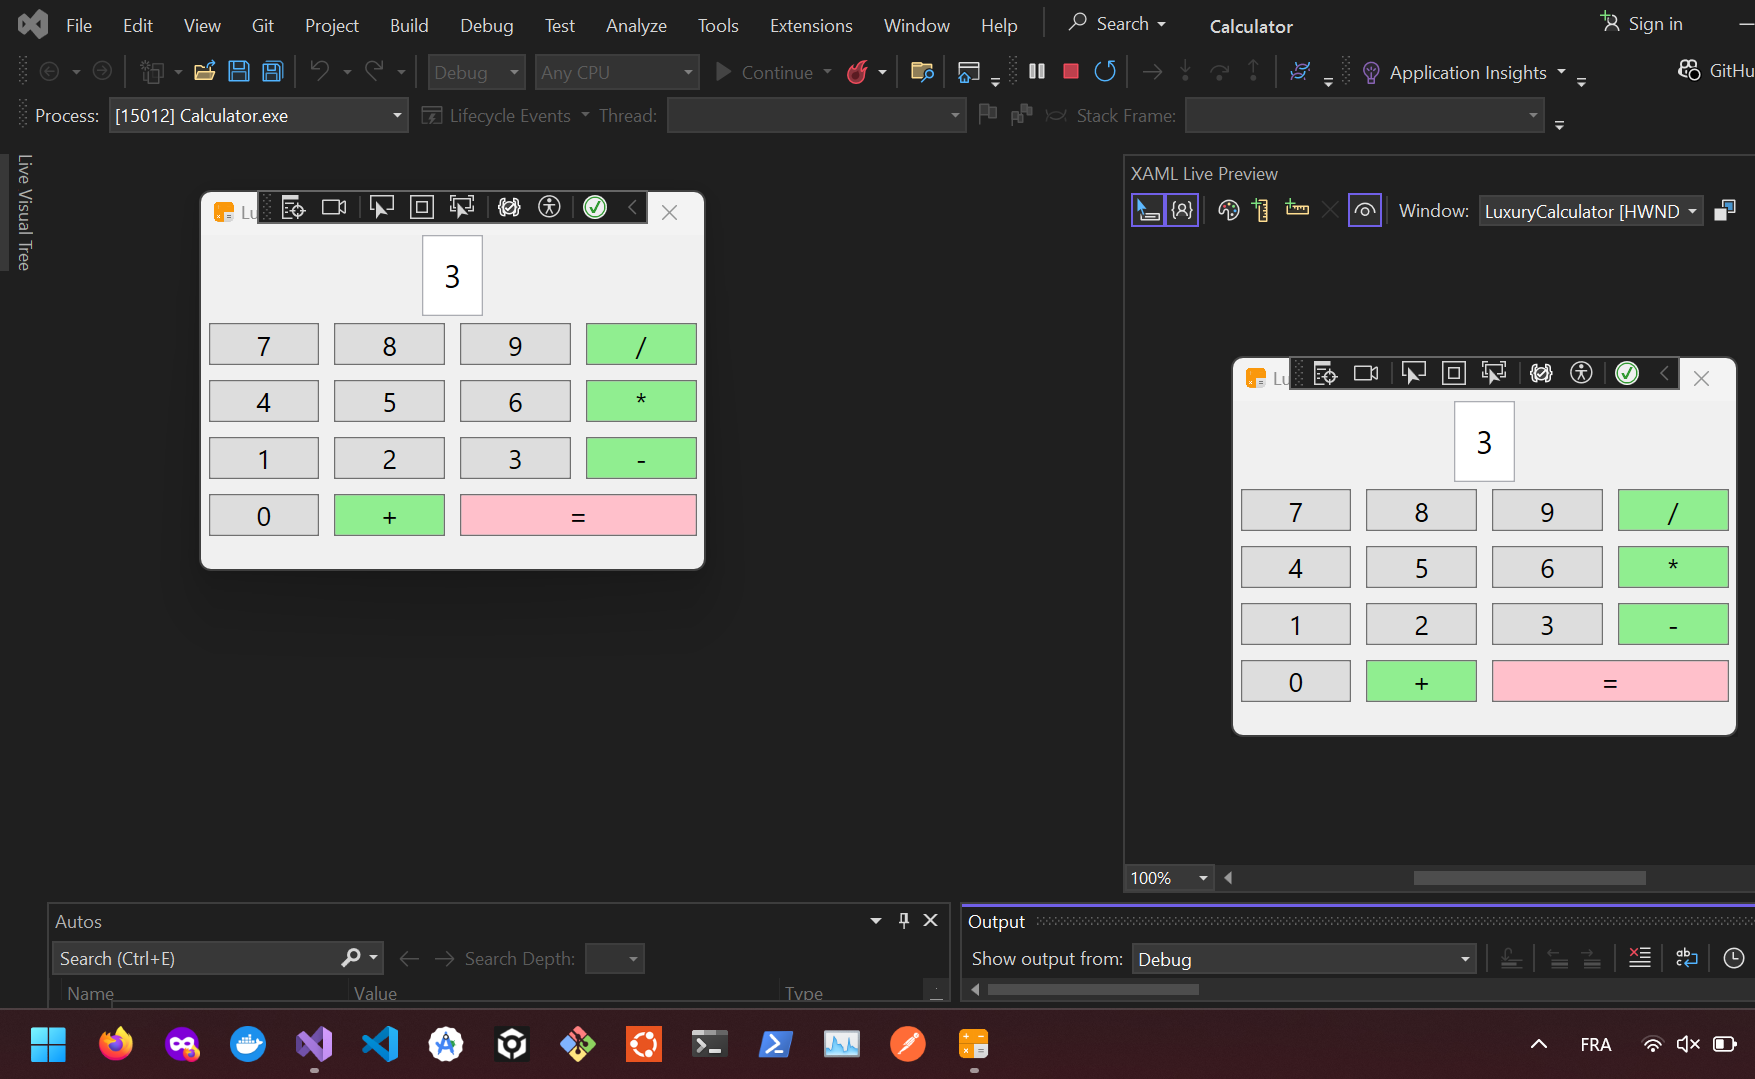 File Edit View Git Project Build Debug Test Analyze Tools Extensions Window Help Search Calculator Sign in
Debug Any CPU Continue Application Insights GitHu
Process: [15012] Calculator.exe Lifecycle Events Thread: Stack Frame:
Live Visual Tree
XAML Live Preview
Window: LuxuryCalculator [HWND
Lu
3
7 8 9 /
4 5 6 *
1 2 3 -
0 + =
Lu
3
7 8 9 /
4 5 6 *
1 2 3 -
0 + =
100%
Autos
Search (Ctrl+E) Search Depth:
Name Value Type
Output
Show output from: Debug
FRA